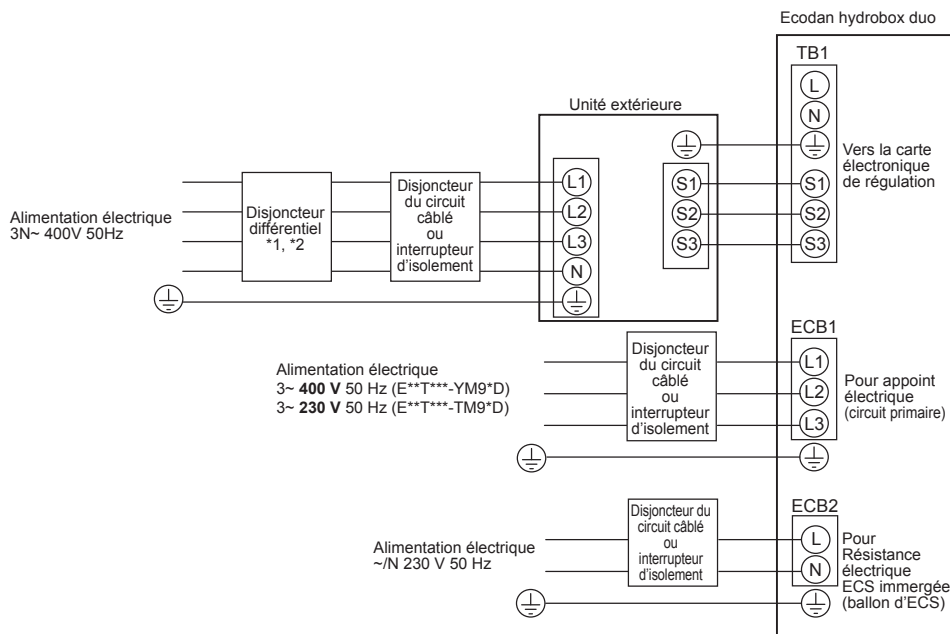 Ecodan hydrobox duo
TB1
L
N
Unité extérieure
Vers la carte
électronique
de régulation
Alimentation électrique
3N~ 400V 50Hz
Disjoncteur
différentiel
*1, *2
Disjoncteur
du circuit
câblé
ou
interrupteur
d'isolement
L1
L2
L3
N
S1
S2
S3
S1
S2
S3
ECB1
Alimentation électrique
3~ 400 V 50 Hz (E**T***-YM9*D)
3~ 230 V 50 Hz (E**T***-TM9*D)
Disjoncteur
du circuit
câblé
ou
interrupteur
d'isolement
L1
L2
L3
Pour appoint
électrique
(circuit primaire)
ECB2
Alimentation électrique
~/N 230 V 50 Hz
Disjoncteur du
circuit câblé
ou
interrupteur
d'isolement
L
N
Pour
Résistance
électrique
ECS immergée
(ballon d'ECS)